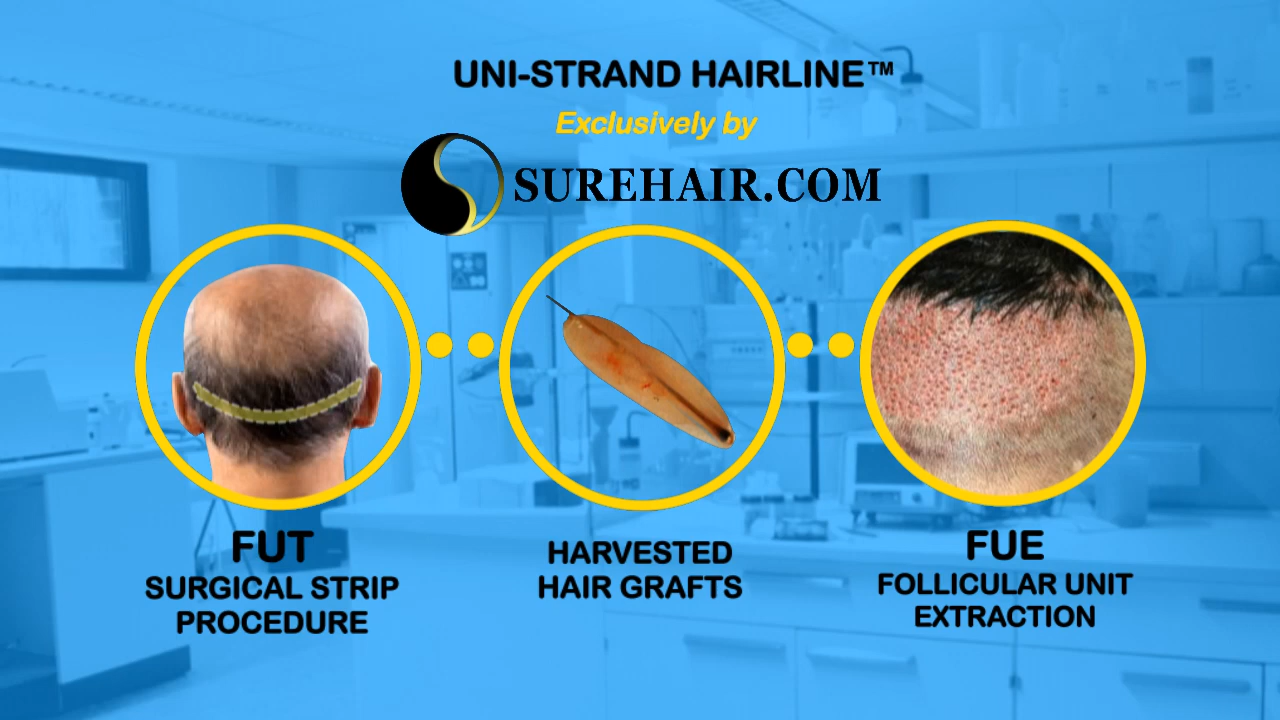 UNI-STRAND HAIRLINE™
Exclusively by
SUREHAIR.COM
FUT
SURGICAL STRIP
PROCEDURE
HARVESTED
HAIR GRAFTS
FUE
FOLLICULAR UNIT
EXTRACTION